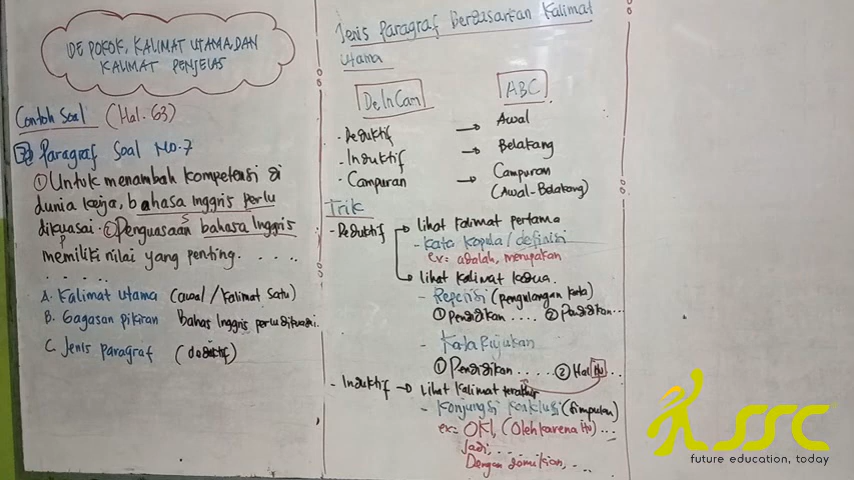 IDE POKOK, KALIMAT UTAMA, DAN
KALIMAT PENJELAS
Contoh Soal (Hal. 63)
Paragraf Soal No. 7
① Untuk menambah kompetensi di
dunia kerja, bahasa Inggris perlu
dikuasai. ② Penguasaan bahasa Inggris
S
P
memiliki nilai yang penting. . . . . .
. . . . .
A. Kalimat utama (awal / kalimat satu)
B. Gagasan pikiran bahas Inggris perlu dikuasai.
C. Jenis paragraf (deduktif)
Jenis Paragraf Berdasarkan Kalimat
Utama
DeInCam
ABC
- Deduktif → Awal
- Induktif → Belakang
- Campuran → Campuran
(Awal-Belakang)
Trik
- Deduktif → lihat kalimat pertama
- kata kopula / definisi
ex: adalah, merupakan
→ lihat kalimat kedua.
- Repetisi (pengulangan kata)
① Pendidikan .... ② Pendidikan ...
- Kata Rujukan
① Pendidikan ..... ② Hal itu ...
- Induktif → lihat kalimat terakhir
- Konjungsi konklusi (simpulan)
ex: OKI, (Oleh karena itu) ...
Jadi, ....
Dengan demikian, ...
SSC
future education, today